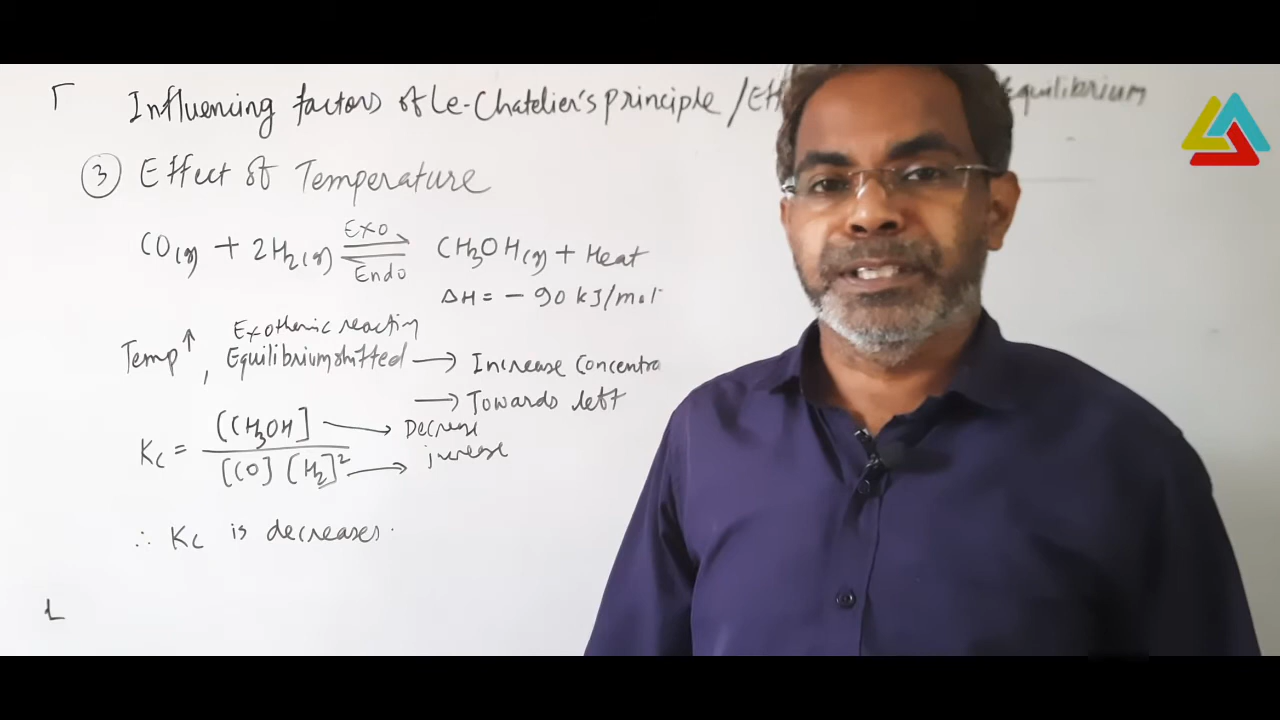 Influencing factors of Le-Chatelier's principle / Equilibrium
③ Effect of Temperature
CO(g) + 2H₂(g) Exo ⇌ Endo CH₃OH(g) + Heat
ΔH = - 90 kJ/mol
Temp↑, Exothermic reaction
Equilibrium shifted → Increase Concentra
→ Towards left
Kc = [CH₃OH] / [CO] [H₂]²
→ Decrease
→ increase
∴ Kc is decreases.